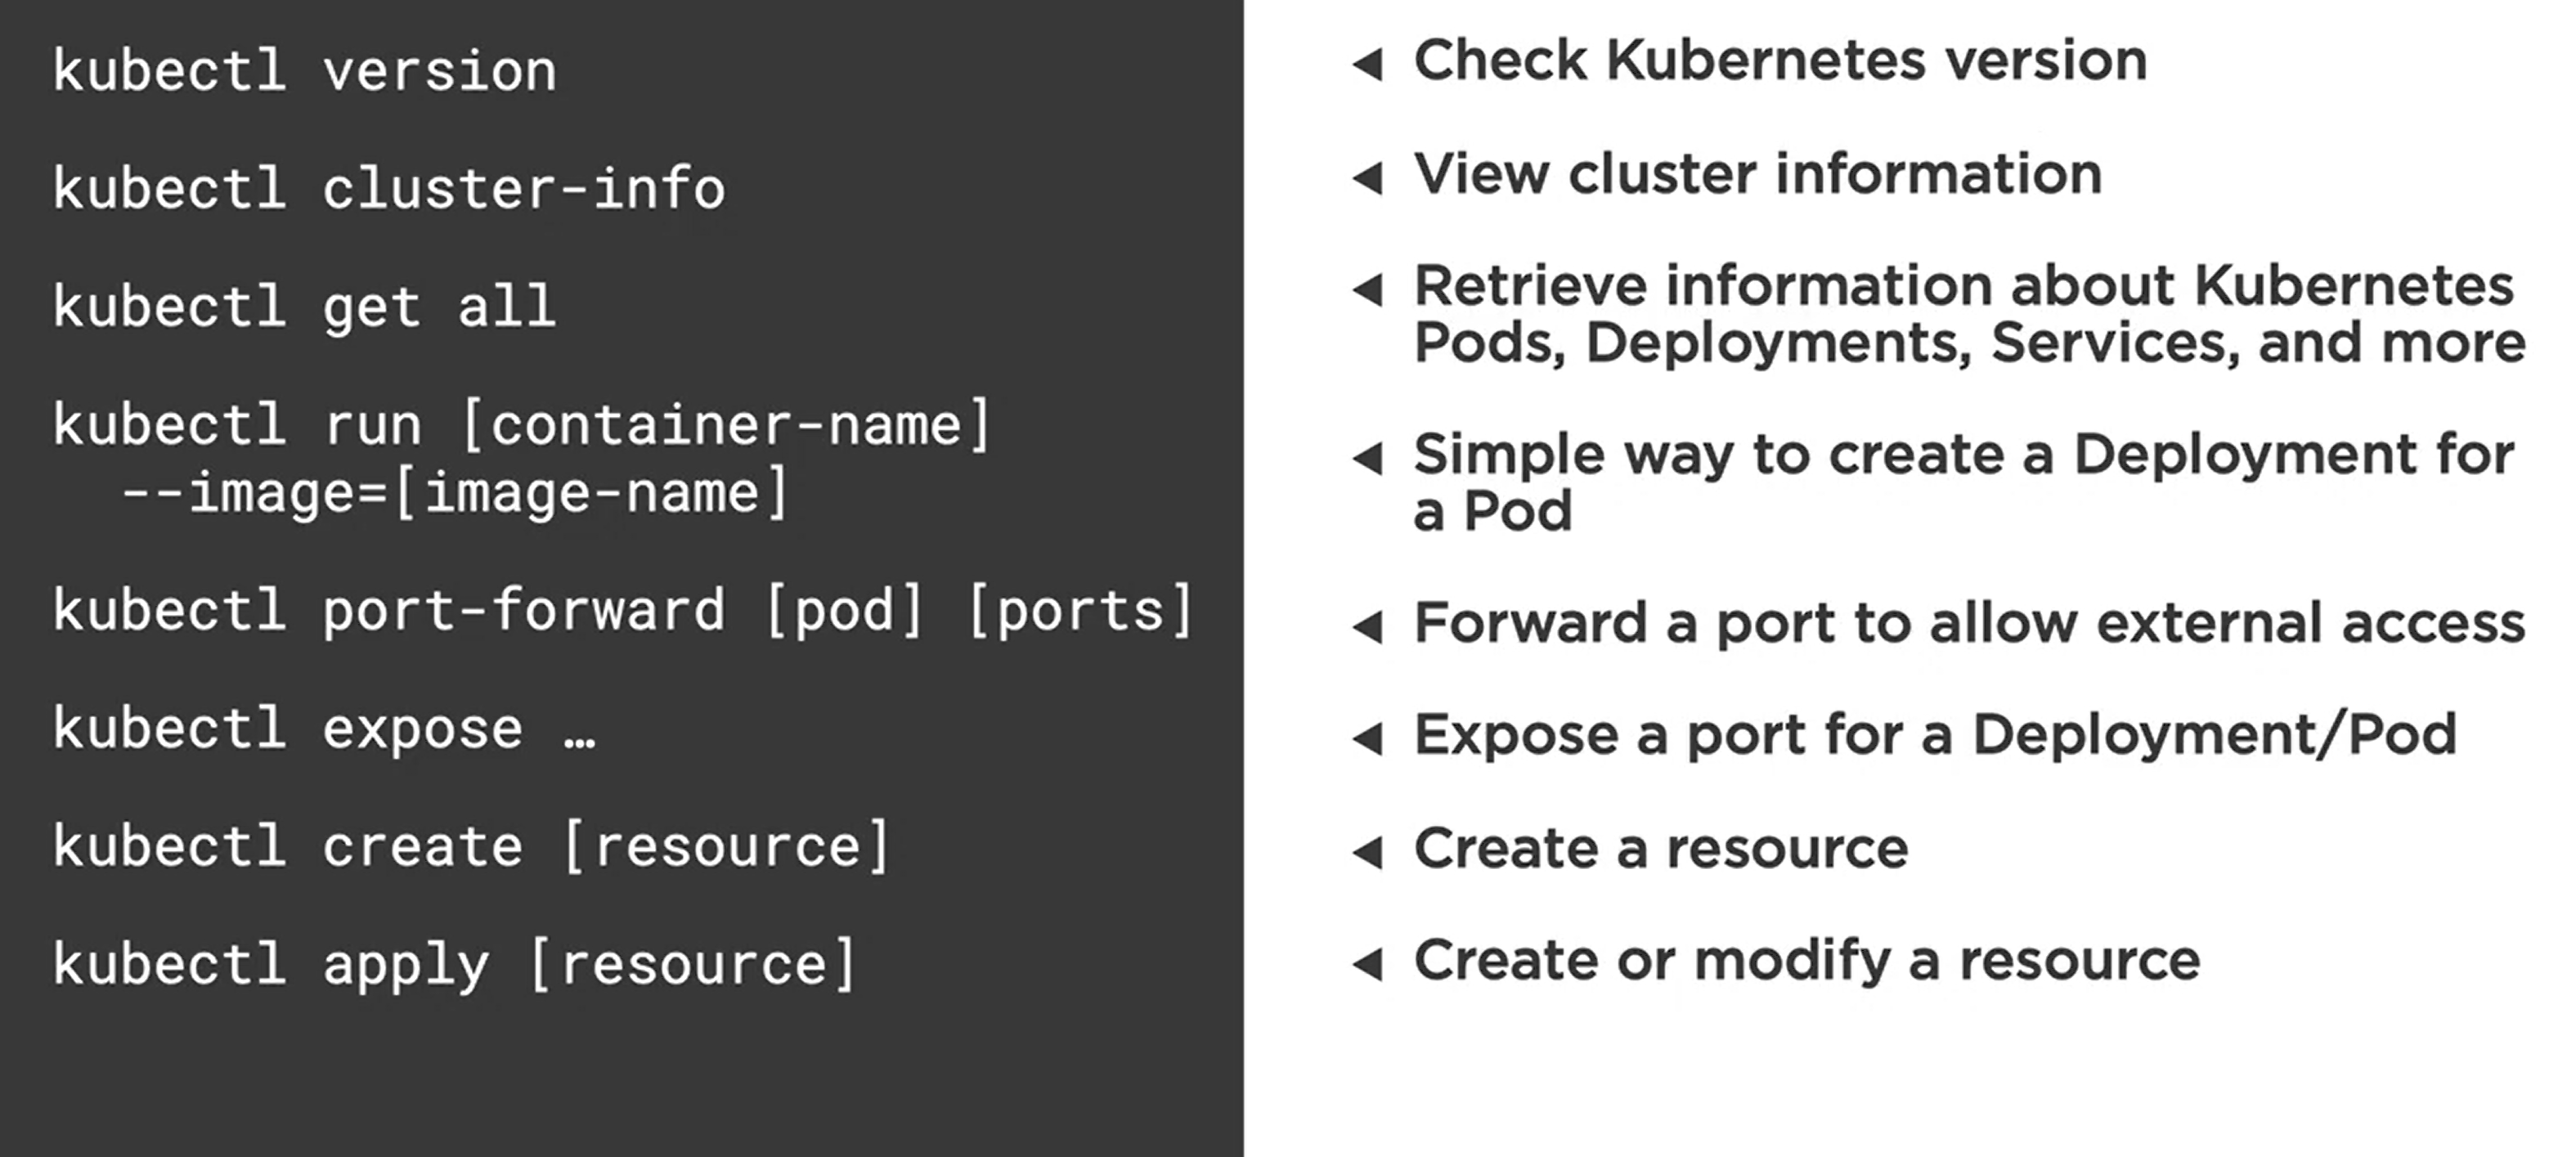 kubectl version
kubectl cluster-info
kubectl get all
kubectl run [container-name]
--image=[image-name]
kubectl port-forward [pod] [ports]
kubectl expose …
kubectl create [resource]
kubectl apply [resource]
◄ Check Kubernetes version
◄ View cluster information
◄ Retrieve information about Kubernetes
Pods, Deployments, Services, and more
◄ Simple way to create a Deployment for
a Pod
◄ Forward a port to allow external access
◄ Expose a port for a Deployment/Pod
◄ Create a resource
◄ Create or modify a resource